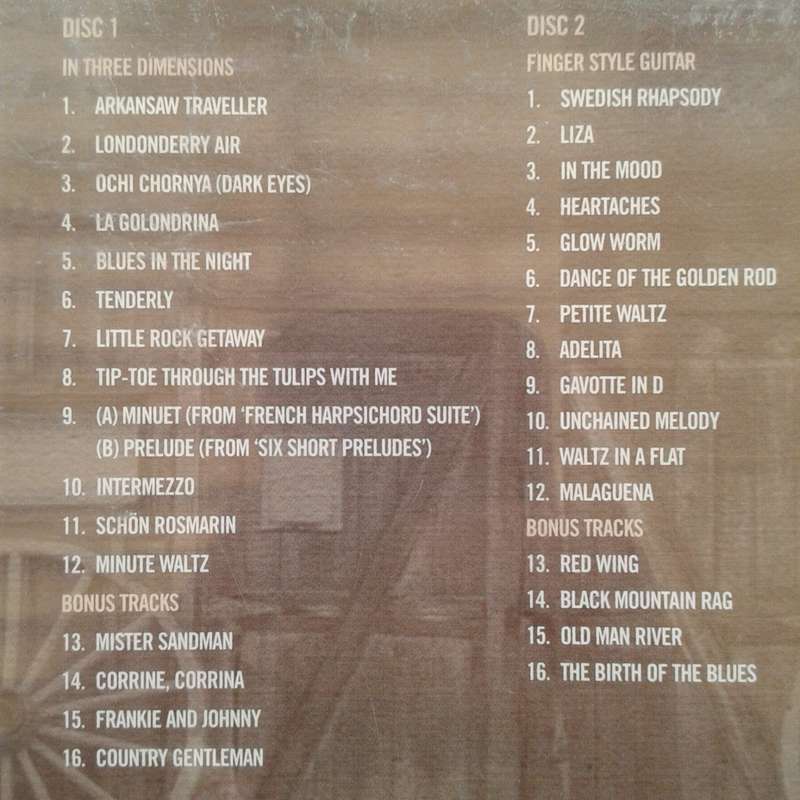 DISC 1
IN THREE DIMENSIONS
1. ARKANSAW TRAVELLER
2. LONDONDERRY AIR
3. OCHI CHORNYA (DARK EYES)
4. LA GOLONDRINA
5. BLUES IN THE NIGHT
6. TENDERLY
7. LITTLE ROCK GETAWAY
8. TIP-TOE THROUGH THE TULIPS WITH ME
9. (A) MINUET (FROM ‘FRENCH HARPSICHORD SUITE’)
(B) PRELUDE (FROM ‘SIX SHORT PRELUDES’)
10. INTERMEZZO
11. SCHÖN ROSMARIN
12. MINUTE WALTZ
BONUS TRACKS
13. MISTER SANDMAN
14. CORRINE, CORRINA
15. FRANKIE AND JOHNNY
16. COUNTRY GENTLEMAN
DISC 2
FINGER STYLE GUITAR
1. SWEDISH RHAPSODY
2. LIZA
3. IN THE MOOD
4. HEARTACHES
5. GLOW WORM
6. DANCE OF THE GOLDEN ROD
7. PETITE WALTZ
8. ADELITA
9. GAVOTTE IN D
10. UNCHAINED MELODY
11. WALTZ IN A FLAT
12. MALAGUENA
BONUS TRACKS
13. RED WING
14. BLACK MOUNTAIN RAG
15. OLD MAN RIVER
16. THE BIRTH OF THE BLUES